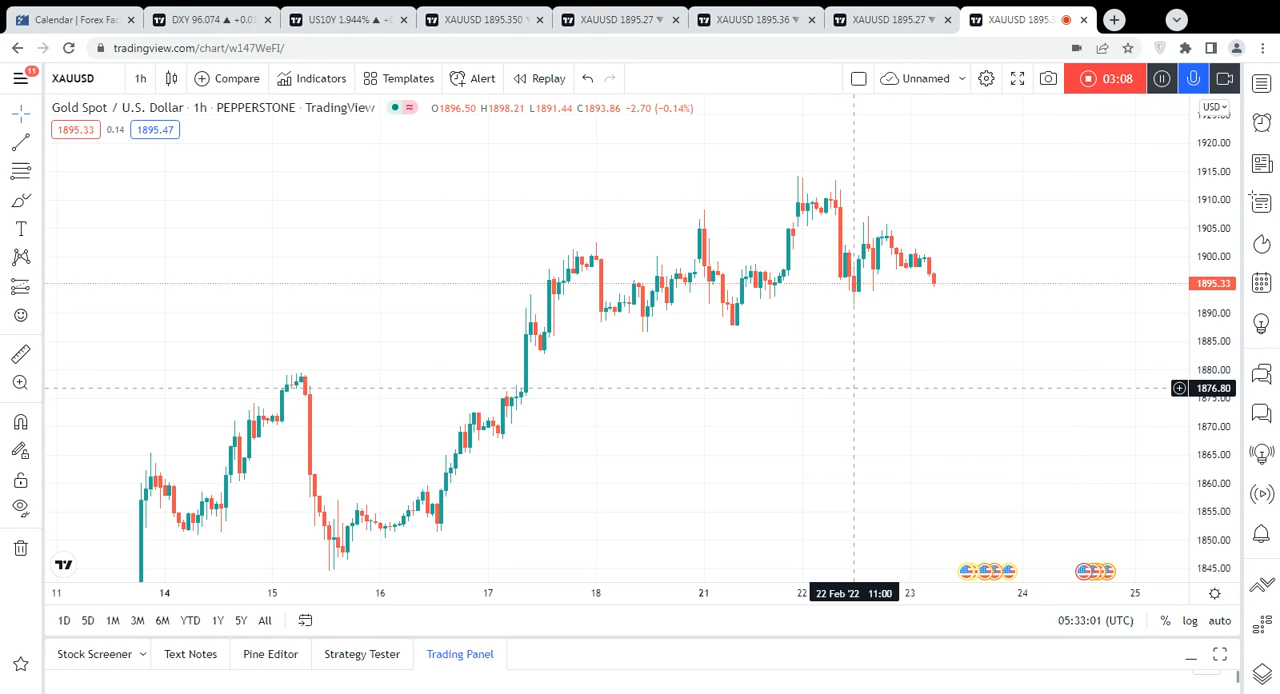 Calendar | Forex Fac
DXY 96.074 ▲ +0.0
US10Y 1.944% ▲ +
XAUUSD 1895.350
XAUUSD 1895.27 ▼
XAUUSD 1895.36 ▼
XAUUSD 1895.27 ▼
XAUUSD 1895.
tradingview.com/chart/w147WeFI/
11
XAUUSD
1h
Compare
Indicators
Templates
Alert
Replay
Unnamed
03:08
Gold Spot / U.S. Dollar · 1h · PEPPERSTONE · TradingView
O1896.50 H1898.21 L1891.44 C1893.86 −2.70 (−0.14%)
USD
1895.33
0.14
1895.47
1920.00
1915.00
1910.00
1905.00
1900.00
1895.33
1890.00
1885.00
1880.00
1876.80
1875.00
1870.00
1865.00
1860.00
1855.00
1850.00
1845.00
11 14 15 16 17 18 21 22 22 Feb '22 11:00 23 24 25
1D 5D 1M 3M 6M YTD 1Y 5Y All
05:33:01 (UTC) % log auto
Stock Screener
Text Notes
Pine Editor
Strategy Tester
Trading Panel